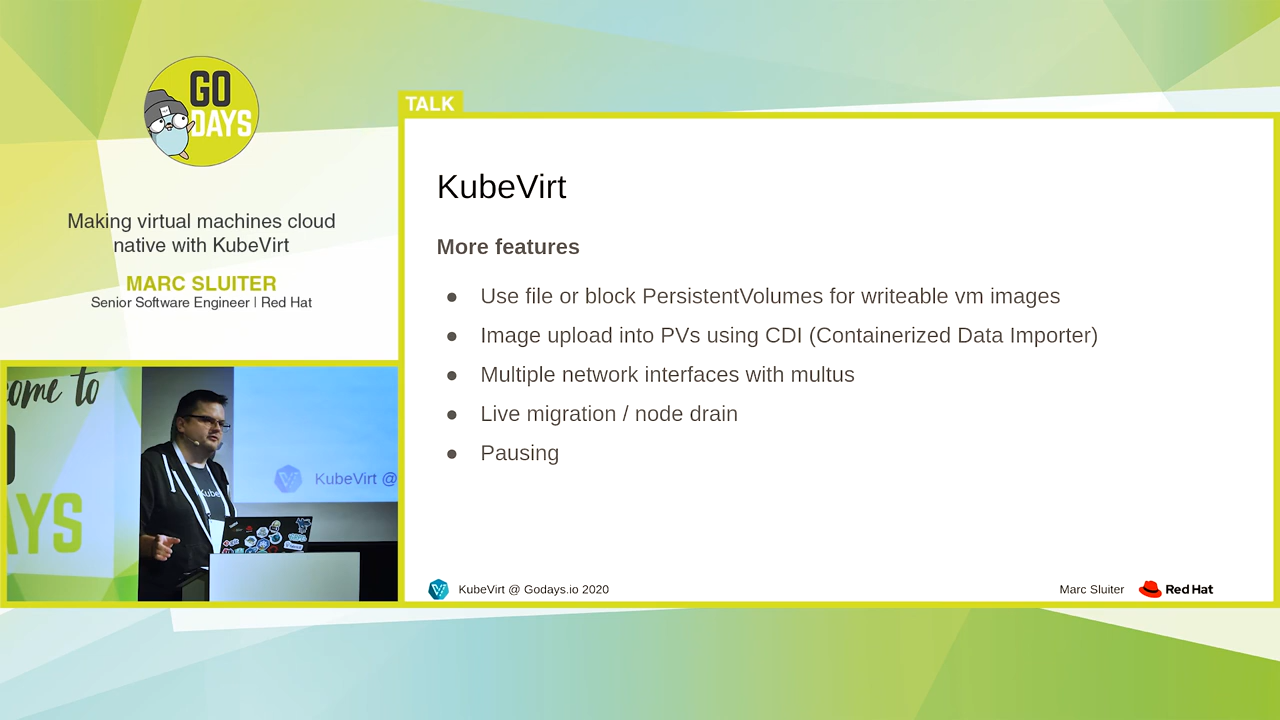 GO
DAYS
Making virtual machines cloud
native with KubeVirt
MARC SLUITER
Senior Software Engineer | Red Hat
TALK
KubeVirt
More features
● Use file or block PersistentVolumes for writeable vm images
● Image upload into PVs using CDI (Containerized Data Importer)
● Multiple network interfaces with multus
● Live migration / node drain
● Pausing
KubeVirt @ Godays.io 2020
Marc Sluiter
Red Hat
come to
AYS
KubeVirt @